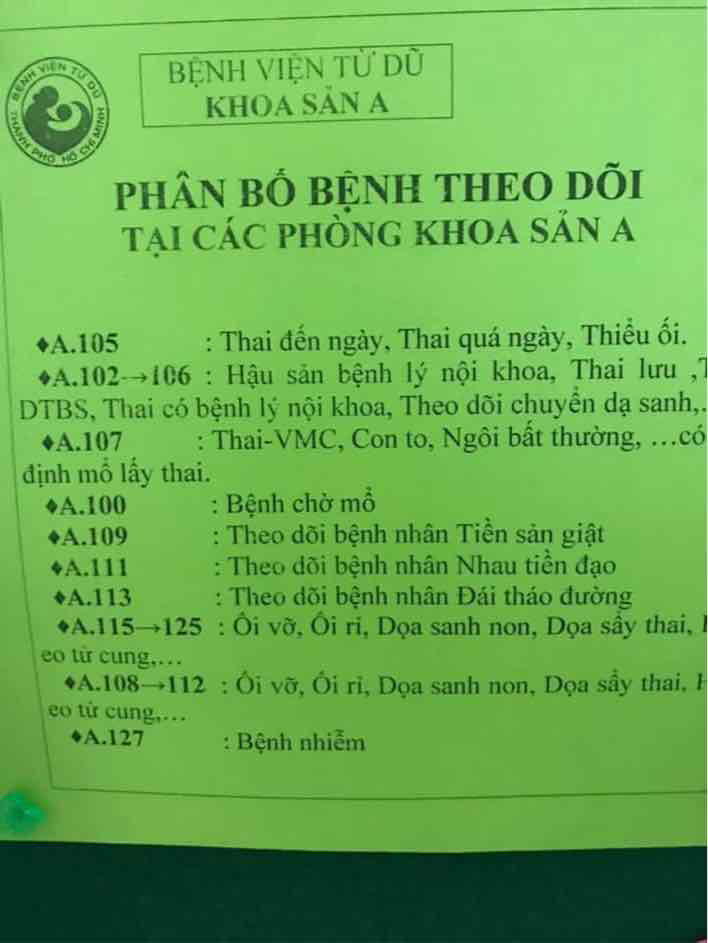 BỆNH VIỆN TỪ DŨ
THÀNH PHỐ HỒ CHÍ MINH
BỆNH VIỆN TỪ DŨ
KHOA SẢN A
PHÂN BỐ BỆNH THEO DÕI
TẠI CÁC PHÒNG KHOA SẢN A
♦A.105 : Thai đến ngày, Thai quá ngày, Thiểu ối.
♦A.102→106 : Hậu sản bệnh lý nội khoa, Thai lưu ,
DTBS, Thai có bệnh lý nội khoa, Theo dõi chuyển dạ sanh,.
♦A.107 : Thai-VMC, Con to, Ngôi bất thường, …có
định mổ lấy thai.
♦A.100 : Bệnh chờ mổ
♦A.109 : Theo dõi bệnh nhân Tiền sản giật
♦A.111 : Theo dõi bệnh nhân Nhau tiền đạo
♦A.113 : Theo dõi bệnh nhân Đái tháo đường
♦A.115→125 : Ối vỡ, Ối rỉ, Dọa sanh non, Dọa sẩy thai,
eo tử cung,…
♦A.108→112 : Ối vỡ, Ối rỉ, Dọa sanh non, Dọa sẩy thai,
eo tử cung,…
♦A.127 : Bệnh nhiễm